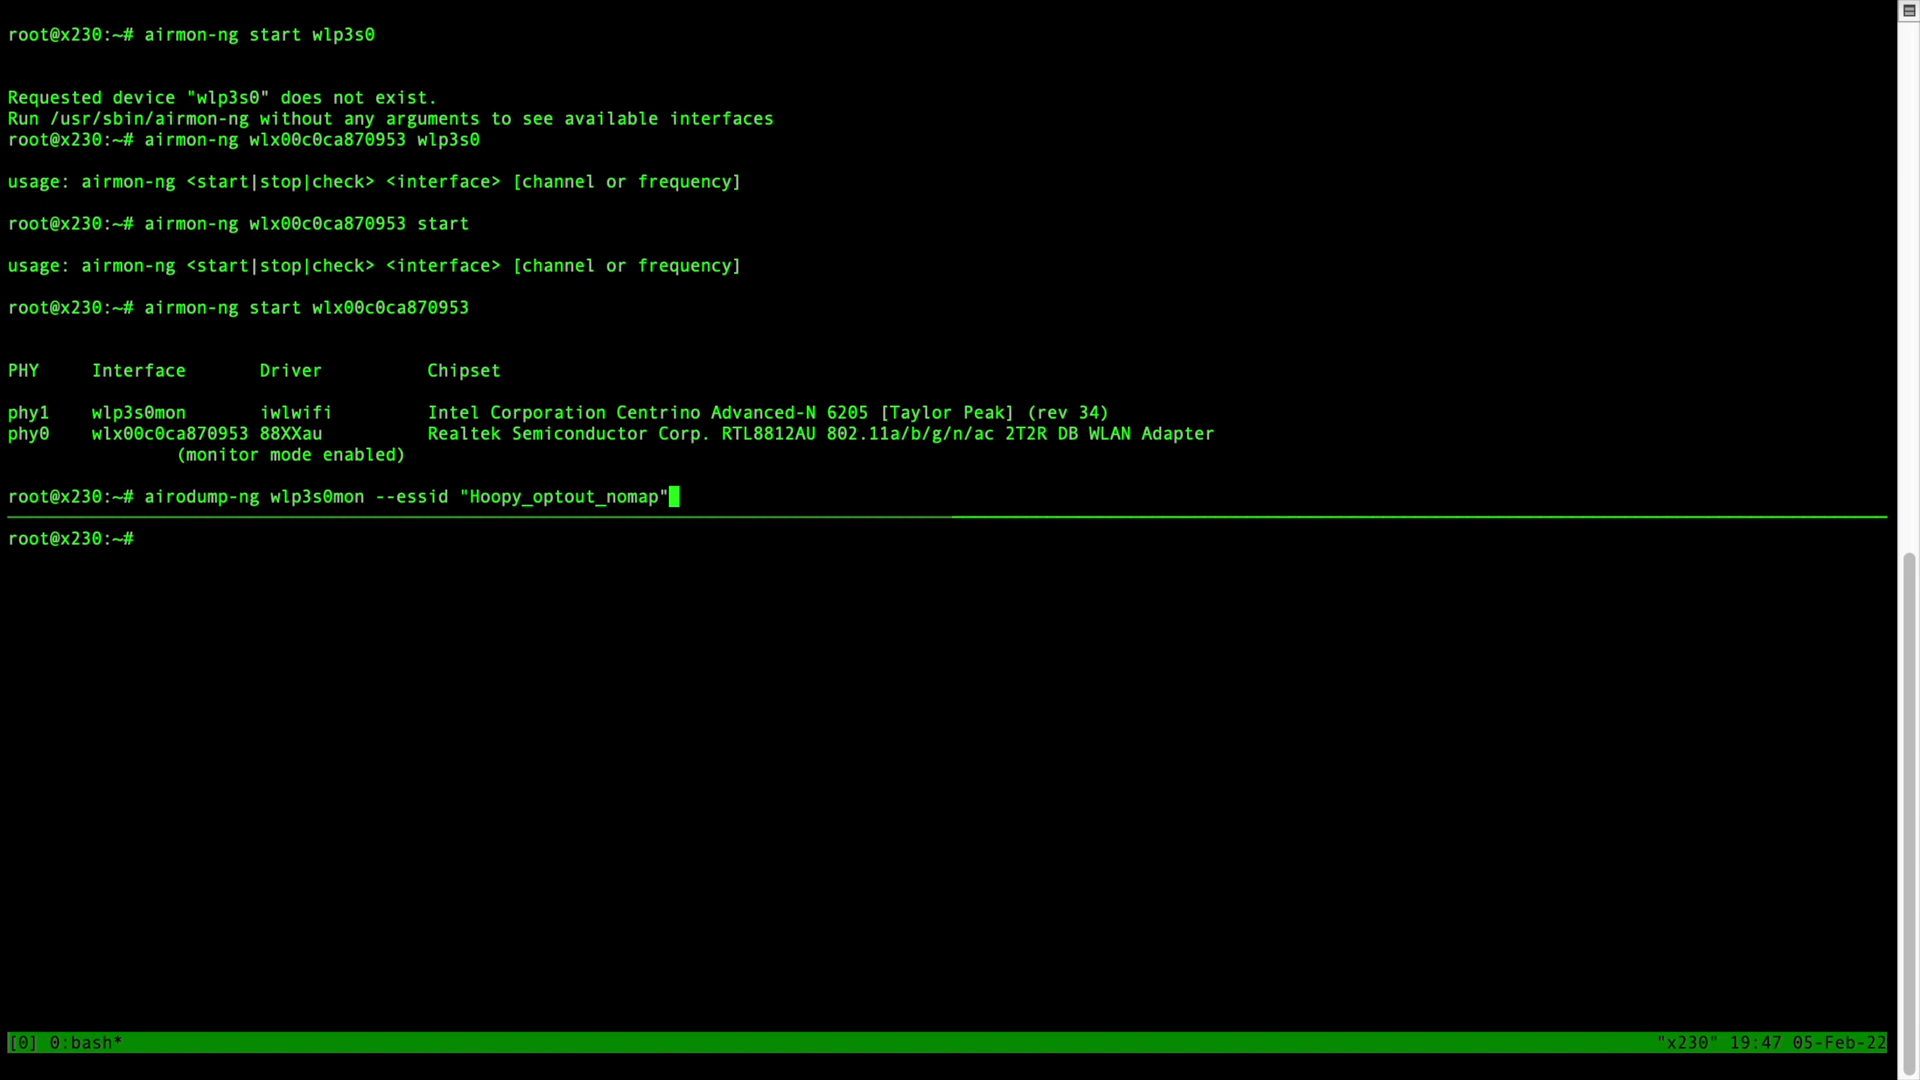 root@x230:~# airmon-ng start wlp3s0
Requested device "wlp3s0" does not exist.
Run /usr/sbin/airmon-ng without any arguments to see available interfaces
root@x230:~# airmon-ng wlx00c0ca870953 wlp3s0
usage: airmon-ng <start|stop|check> <interface> [channel or frequency]
root@x230:~# airmon-ng wlx00c0ca870953 start
usage: airmon-ng <start|stop|check> <interface> [channel or frequency]
root@x230:~# airmon-ng start wlx00c0ca870953
PHY     Interface       Driver          Chipset
phy1    wlp3s0mon       iwlwifi         Intel Corporation Centrino Advanced-N 6205 [Taylor Peak] (rev 34)
phy0    wlx00c0ca870953 88XXau          Realtek Semiconductor Corp. RTL8812AU 802.11a/b/g/n/ac 2T2R DB WLAN Adapter
(monitor mode enabled)
root@x230:~# airodump-ng wlp3s0mon --essid "Hoopy_optout_nomap"
root@x230:~#
[0] 0:bash* "x230" 19:47 05-Feb-22